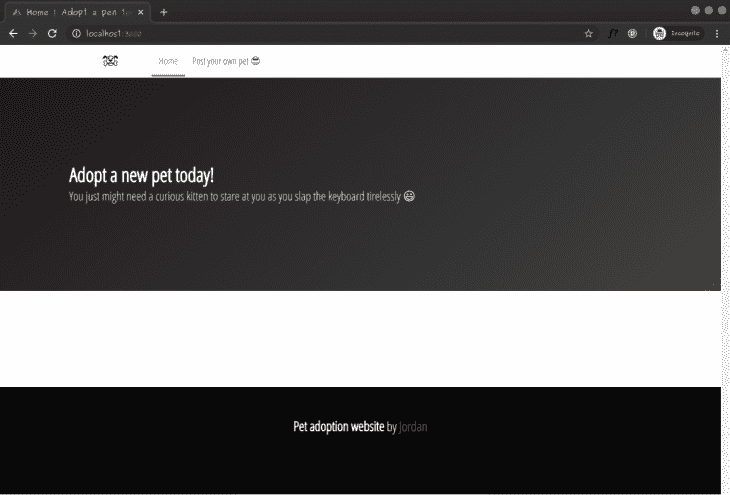 Home | Adopt a pet
localhost:3000
Incognito
Home Post your own pet 😎
Adopt a new pet today!
You just might need a curious kitten to stare at you as you slap the keyboard tirelessly 😃
Pet adoption website by Jordan